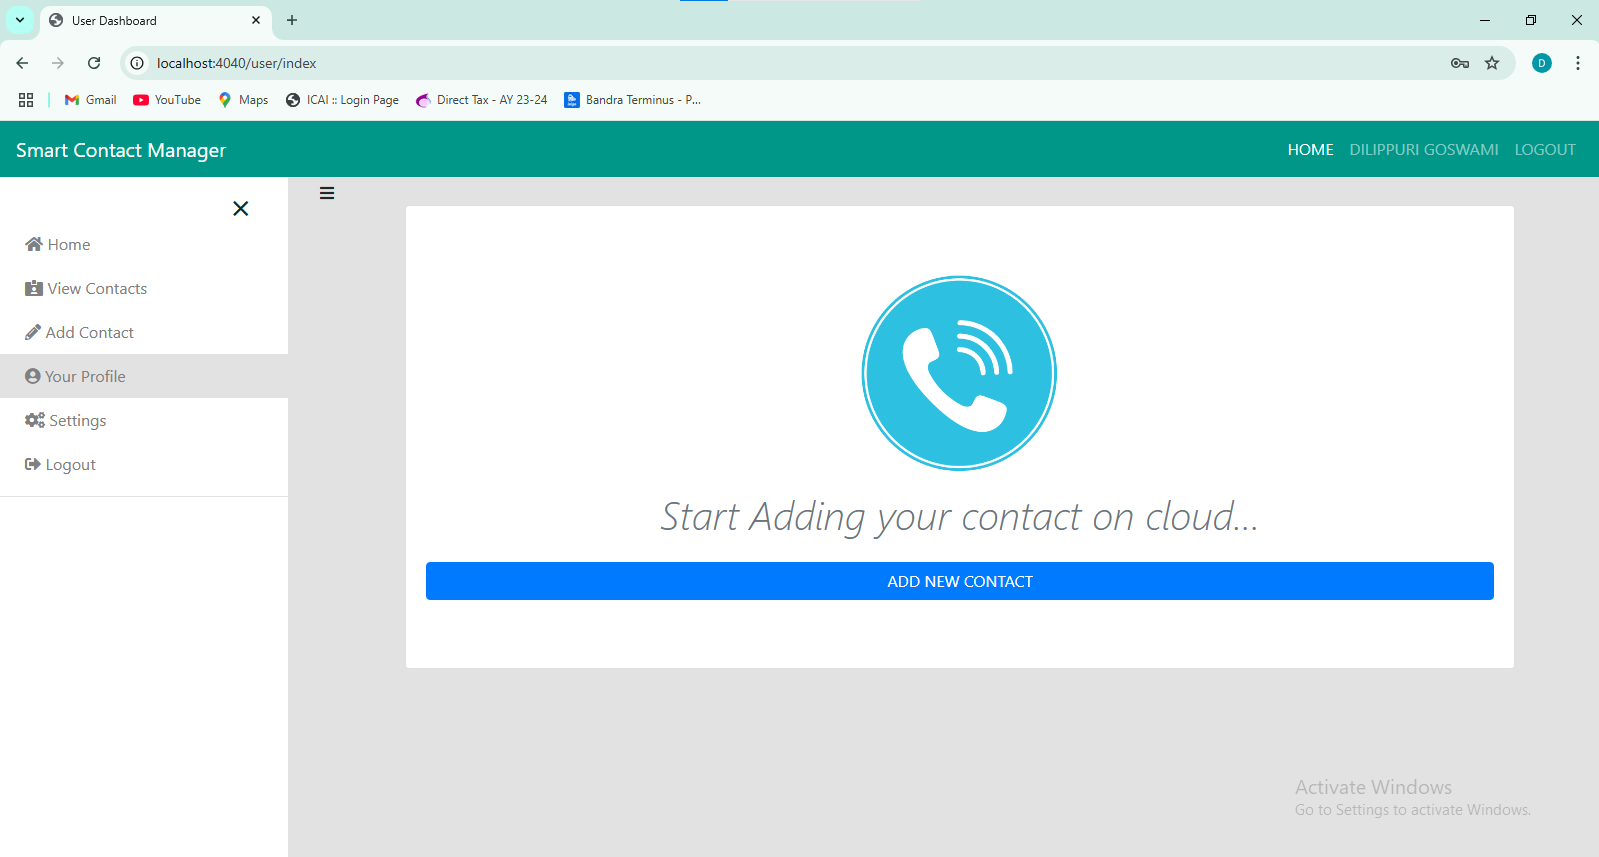 User Dashboard
localhost:4040/user/index
D
Gmail
YouTube
Maps
ICAI :: Login Page
Direct Tax - AY 23-24
Bandra Terminus - P...
Smart Contact Manager
HOME
DILIPPURI GOSWAMI
LOGOUT
Home
View Contacts
Add Contact
Your Profile
Settings
Logout
Start Adding your contact on cloud...
ADD NEW CONTACT
Activate Windows
Go to Settings to activate Windows.